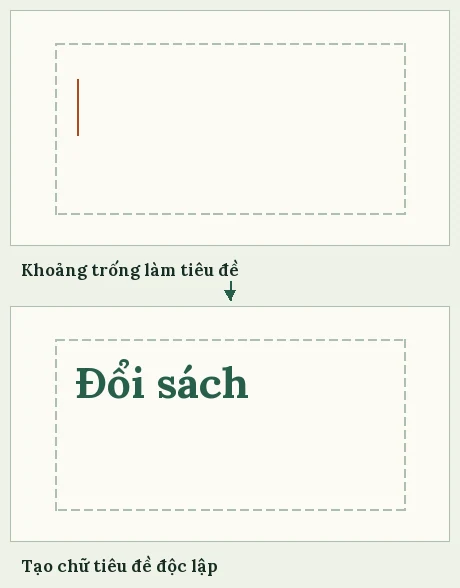 Khoảng trống làm tiêu đề
Đổi sách
Tạo chữ tiêu đề độc lập